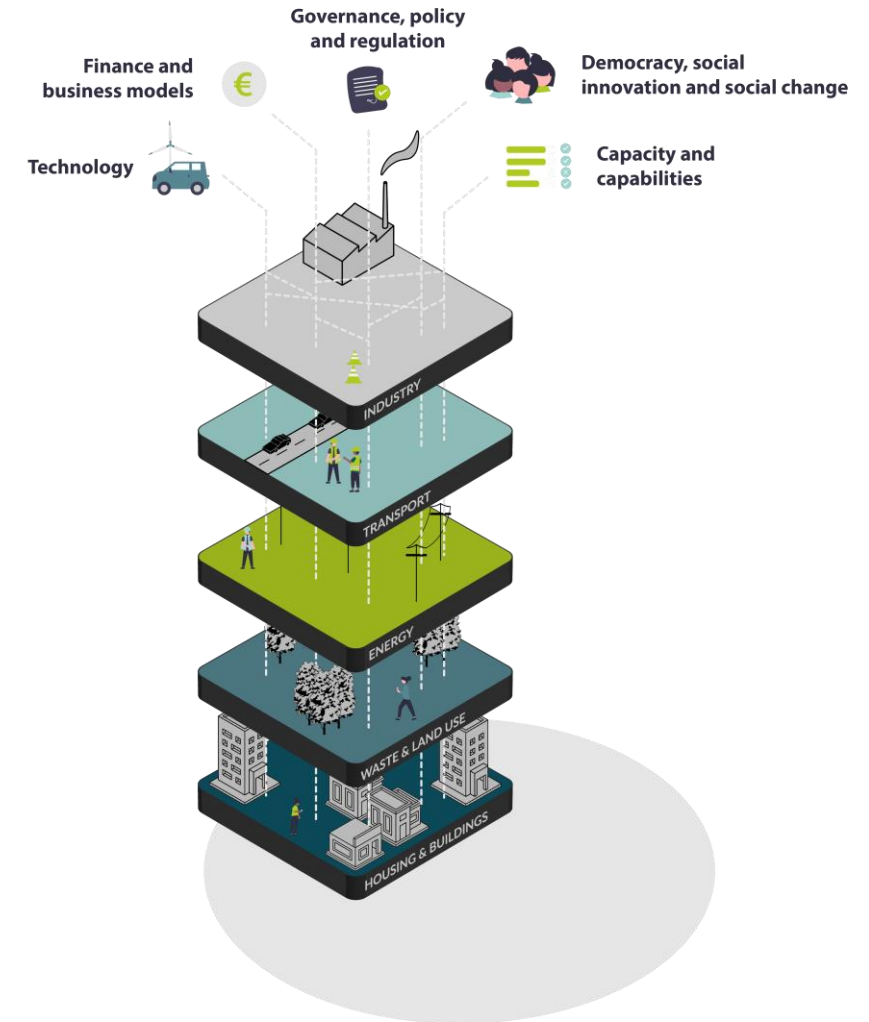 Governance, policy
and regulation
Finance and
business models
€
Democracy, social
innovation and social change
Technology
Capacity and
capabilities
INDUSTRY
TRANSPORT
ENERGY
WASTE & LAND USE
HOUSING & BUILDINGS